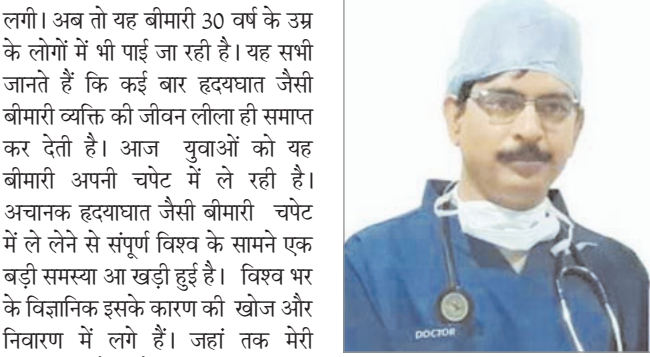 लगी। अब तो यह बीमारी 30 वर्ष के उम्र
के लोगों में भी पाई जा रही है। यह सभी
जानते हैं कि कई बार हृदयघात जैसी
बीमारी व्यक्ति की जीवन लीला ही समाप्त
कर देती है। आज युवाओं को यह
बीमारी अपनी चपेट में ले रही है।
अचानक हृदयाघात जैसी बीमारी चपेट
में ले लेने से संपूर्ण विश्व के सामने एक
बड़ी समस्या आ खड़ी हुई है। विश्व भर
के विज्ञानिक इसके कारण की खोज और
निवारण में लगे हैं। जहां तक मेरी
DOCTOR